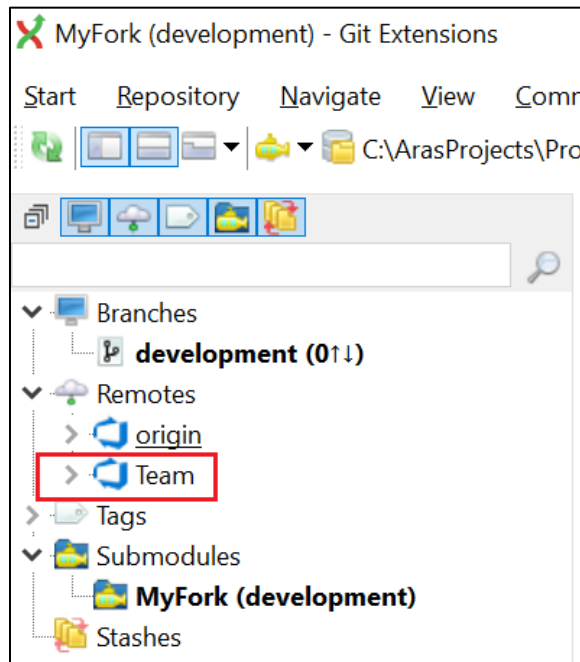 MyFork (development) - Git Extensions
Start Repository Navigate View
C:\ArasProjects\Pro
Branches
development (0↑↓)
Remotes
origin
Team
Tags
Submodules
MyFork (development)
Stashes